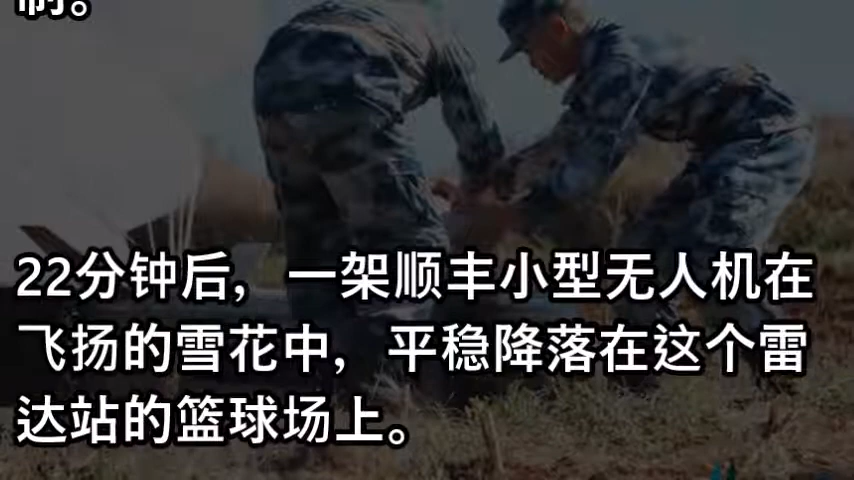 制。
22分钟后，一架顺丰小型无人机在
飞扬的雪花中，平稳降落在这个雷
达站的篮球场上。